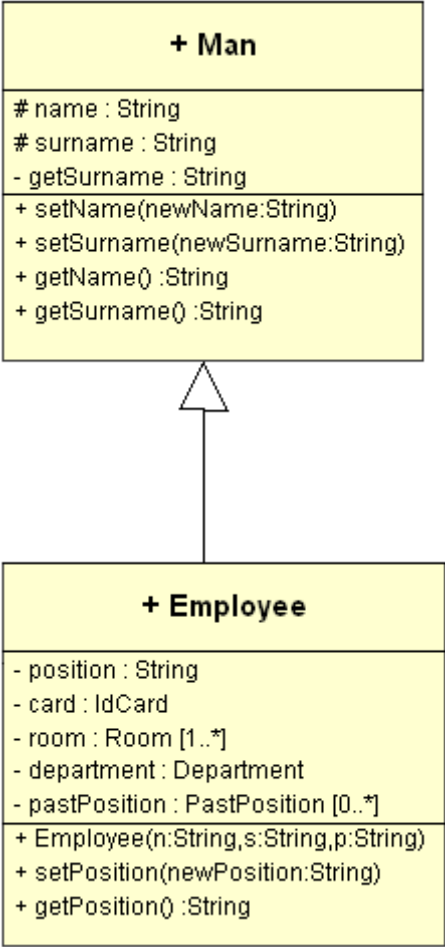 + Man
# name : String
# surname : String
- getSurname : String
+ setName(newName:String)
+ setSurname(newSurname:String)
+ getName() :String
+ getSurname() :String
+ Employee
- position : String
- card : IdCard
- room : Room [1..*]
- department : Department
- pastPosition : PastPosition [0..*]
+ Employee(n:String,s:String,p:String)
+ setPosition(newPosition:String)
+ getPosition() :String